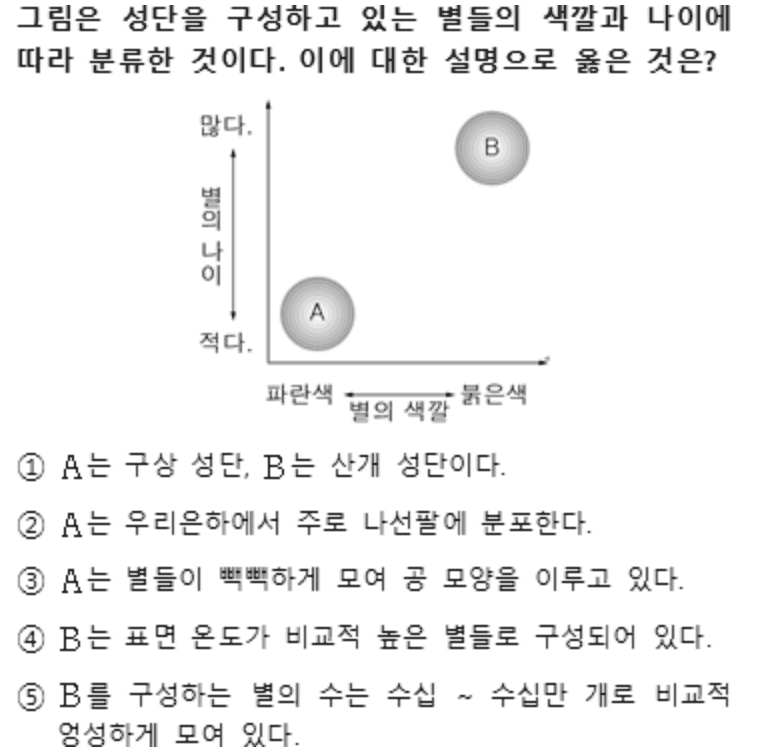 그림은 성단을 구성하고 있는 별들의 색깔과 나이에
따라 분류한 것이다. 이에 대한 설명으로 옳은 것은?
많다.
B
별의 나이
A
적다.
파란색
붉은색
별의 색깔
① A는 구상 성단, B는 산개 성단이다.
② A는 우리은하에서 주로 나선팔에 분포한다.
③ A는 별들이 빽빽하게 모여 공 모양을 이루고 있다.
④ B는 표면 온도가 비교적 높은 별들로 구성되어 있다.
⑤ B를 구성하는 별의 수는 수십 ~ 수십만 개로 비교적
엉성하게 모여 있다.